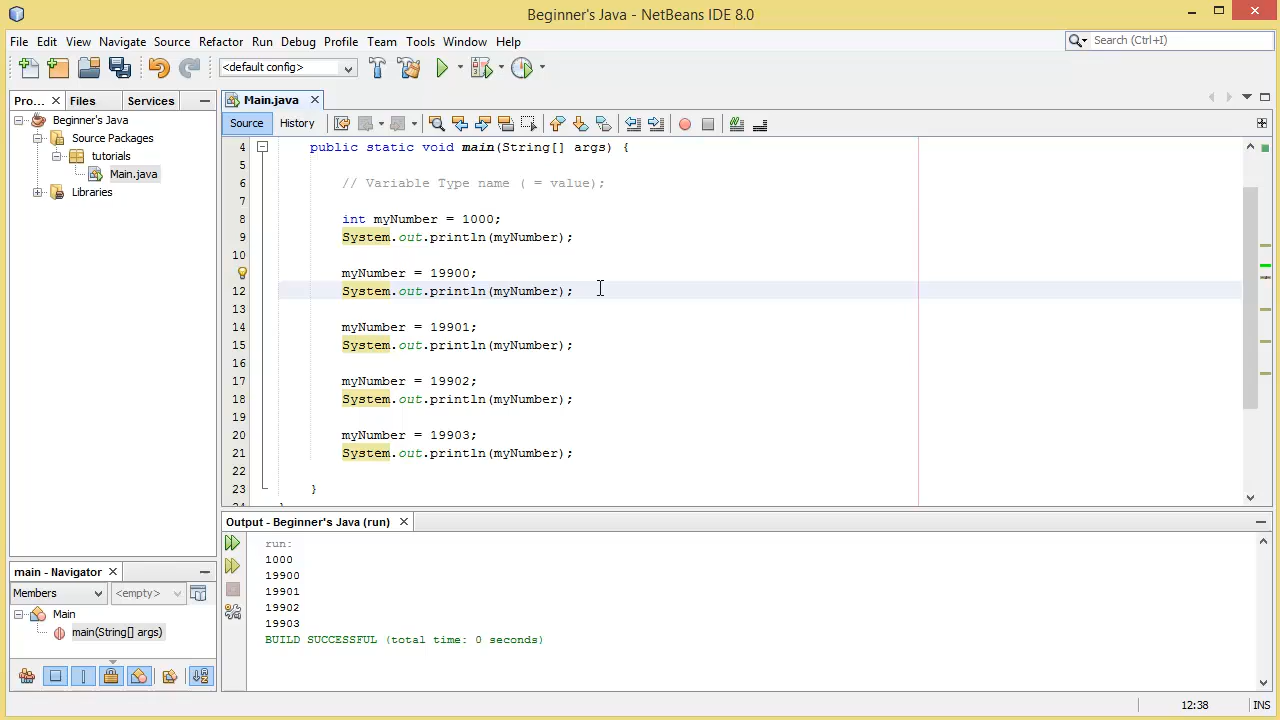 Beginner's Java - NetBeans IDE 8.0
File Edit View Navigate Source Refactor Run Debug Profile Team Tools Window Help
Search (Ctrl+I)
<default config>
Pro... Files Services
Main.java
Source History
Beginner's Java
Source Packages
tutorials
Main.java
Libraries
4 public static void main(String[] args) {
5
6 // Variable Type name ( = value);
7
8 int myNumber = 1000;
9 System.out.println(myNumber);
10
myNumber = 19900;
12 System.out.println(myNumber);
13
14 myNumber = 19901;
15 System.out.println(myNumber);
16
17 myNumber = 19902;
18 System.out.println(myNumber);
19
20 myNumber = 19903;
21 System.out.println(myNumber);
22
23 }
Output - Beginner's Java (run)
run:
1000
19900
19901
19902
19903
BUILD SUCCESSFUL (total time: 0 seconds)
main - Navigator
Members <empty>
Main
main(String[] args)
12:38 INS